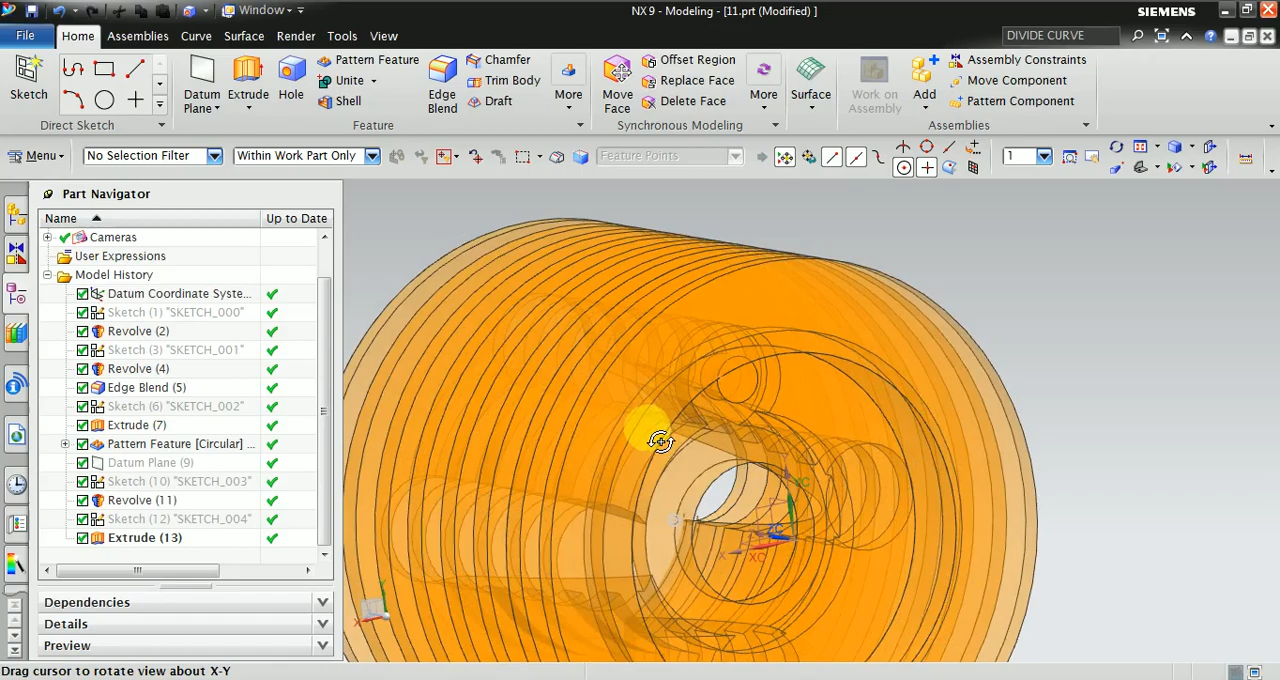 Window
NX 9 - Modeling - [11.prt (Modified) ]
SIEMENS
File Home Assemblies Curve Surface Render Tools View
DIVIDE CURVE
Sketch
Direct Sketch
Datum Plane
Extrude
Hole
Pattern Feature
Unite
Shell
Edge Blend
Chamfer
Trim Body
Draft
More
Feature
Move Face
Offset Region
Replace Face
Delete Face
More
Synchronous Modeling
Surface
Work on Assembly
Add
Assembly Constraints
Move Component
Pattern Component
Assemblies
Menu
No Selection Filter
Within Work Part Only
Feature Points
1
Part Navigator
Name Up to Date
Cameras
User Expressions
Model History
Datum Coordinate Syste...
Sketch (1) "SKETCH_000"
Revolve (2)
Sketch (3) "SKETCH_001"
Revolve (4)
Edge Blend (5)
Sketch (6) "SKETCH_002"
Extrude (7)
Pattern Feature [Circular] ...
Datum Plane (9)
Sketch (10) "SKETCH_003"
Revolve (11)
Sketch (12) "SKETCH_004"
Extrude (13)
Dependencies
Details
Preview
XC
X
Drag cursor to rotate view about X-Y